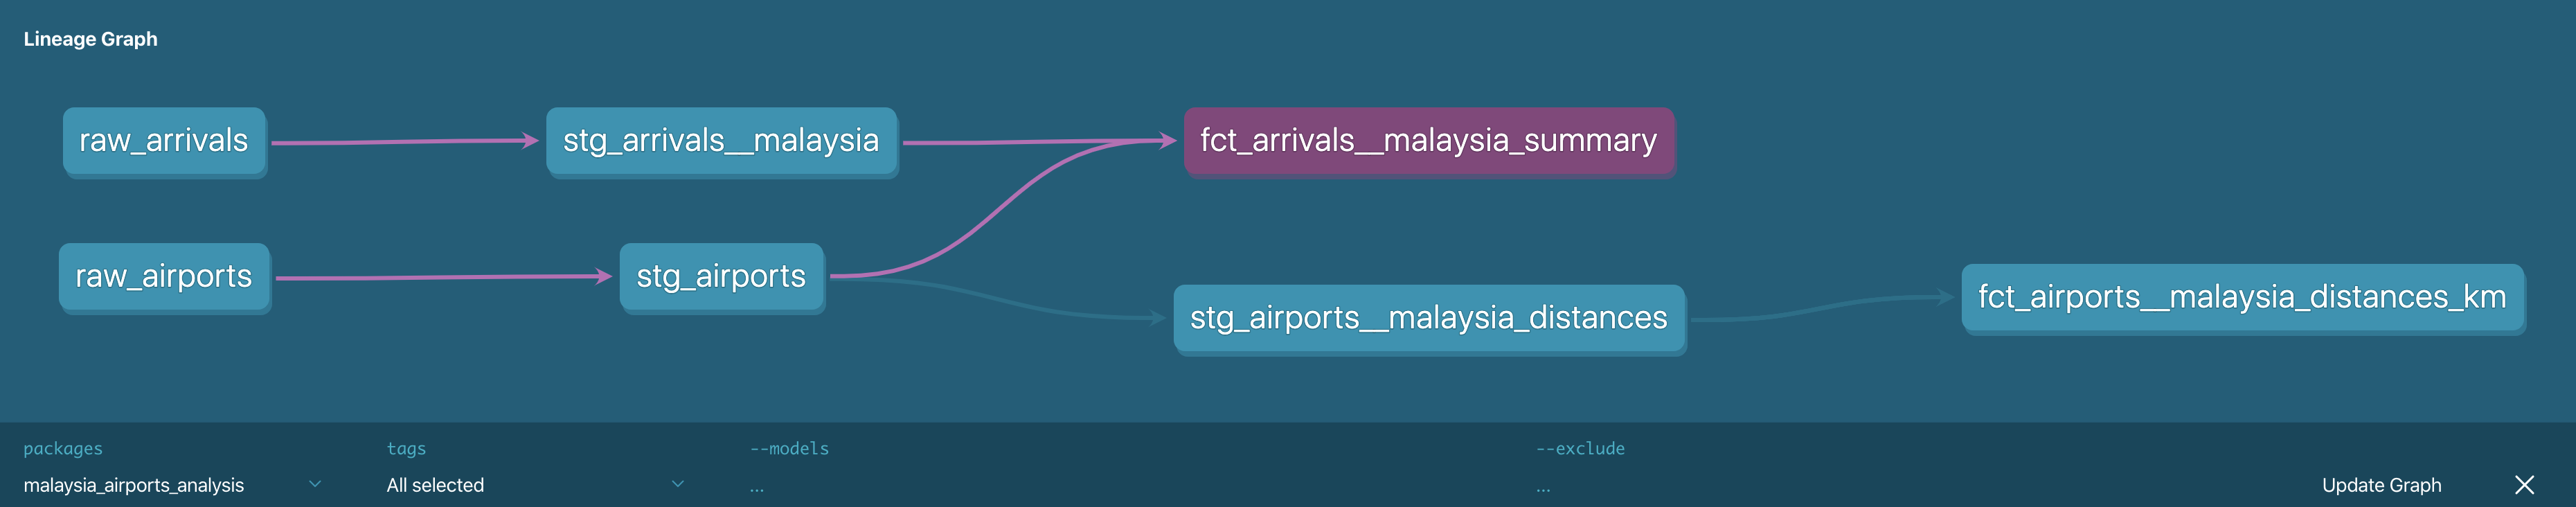 Lineage Graph
raw_arrivals
stg_arrivals__malaysia
fct_arrivals__malaysia_summary
raw_airports
stg_airports
stg_airports__malaysia_distances
fct_airports__malaysia_distances_km
packages
tags
--models
--exclude
malaysia_airports_analysis
All selected
...
...
Update Graph